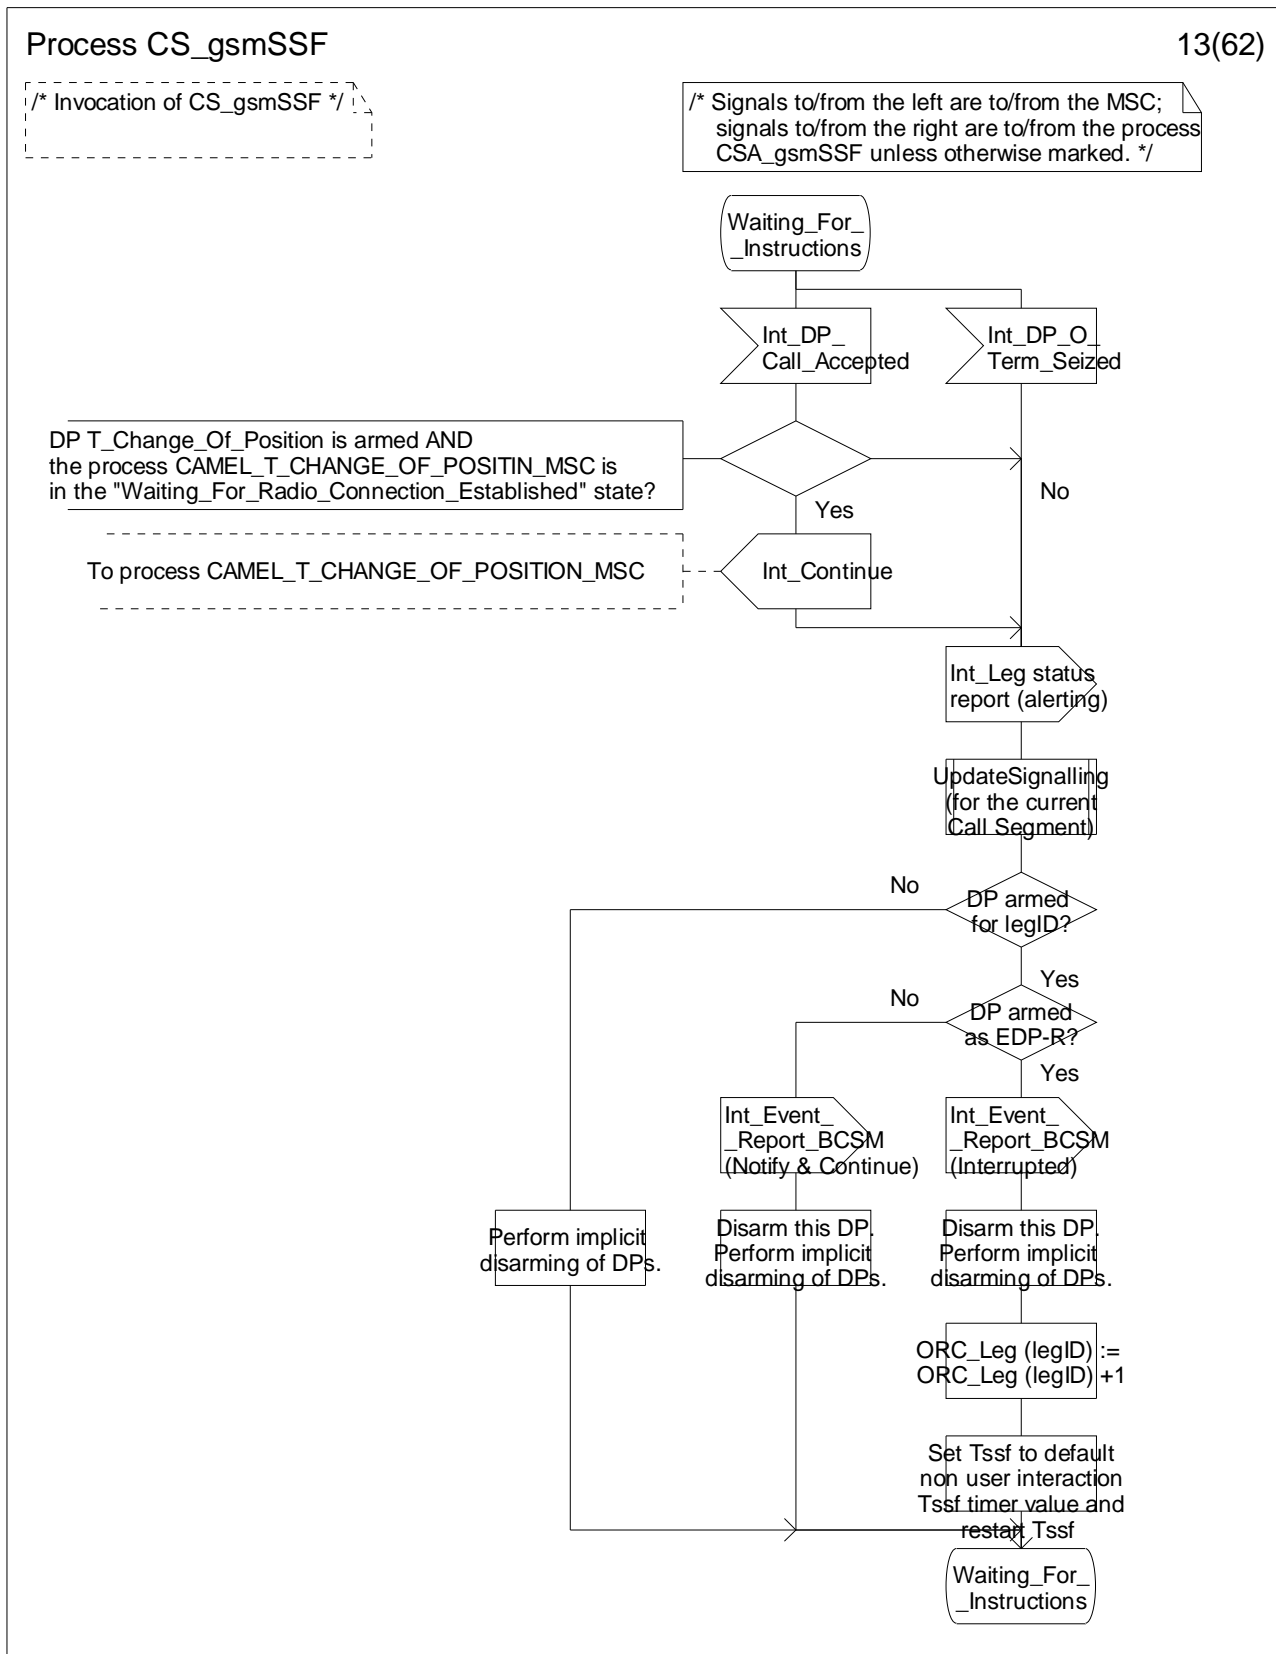 Process CS_gsmSSF
13(62)
/* Invocation of CS_gsmSSF */
/* Signals to/from the left are to/from the MSC;
signals to/from the right are to/from the process
CSA_gsmSSF unless otherwise marked. */
Waiting_For_
_Instructions
Int_DP_
Call_Accepted
Int_DP_O_
Term_Seized
DP T_Change_Of_Position is armed AND
the process CAMEL_T_CHANGE_OF_POSITIN_MSC is
in the "Waiting_For_Radio_Connection_Established" state?
No
Yes
To process CAMEL_T_CHANGE_OF_POSITION_MSC
Int_Continue
Int_Leg status
report (alerting)
UpdateSignalling
(for the current
Call Segment)
No
DP armed
for legID?
Yes
No
DP armed
as EDP-R?
Yes
Int_Event_
_Report_BCSM
(Notify & Continue)
Int_Event_
_Report_BCSM
(Interrupted)
Perform implicit
disarming of DPs.
Disarm this DP.
Perform implicit
disarming of DPs.
Disarm this DP.
Perform implicit
disarming of DPs.
ORC_Leg (legID) :=
ORC_Leg (legID) +1
Set Tssf to default
non user interaction
Tssf timer value and
restart Tssf
Waiting_For_
_Instructions